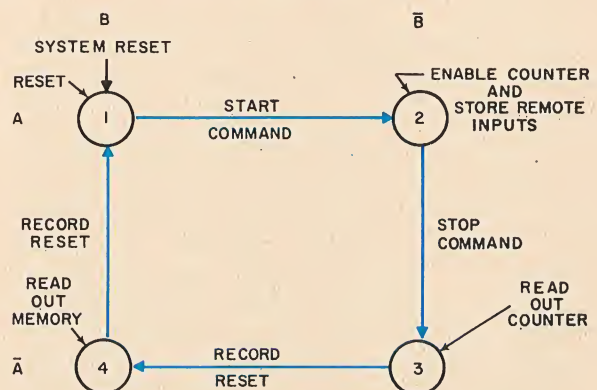 B
B̅
SYSTEM RESET
RESET
A
1
START
COMMAND
2
ENABLE COUNTER
AND
STORE REMOTE
INPUTS
RECORD
RESET
STOP
COMMAND
READ
OUT
MEMORY
READ
OUT
COUNTER
A̅
4
RECORD
RESET
3